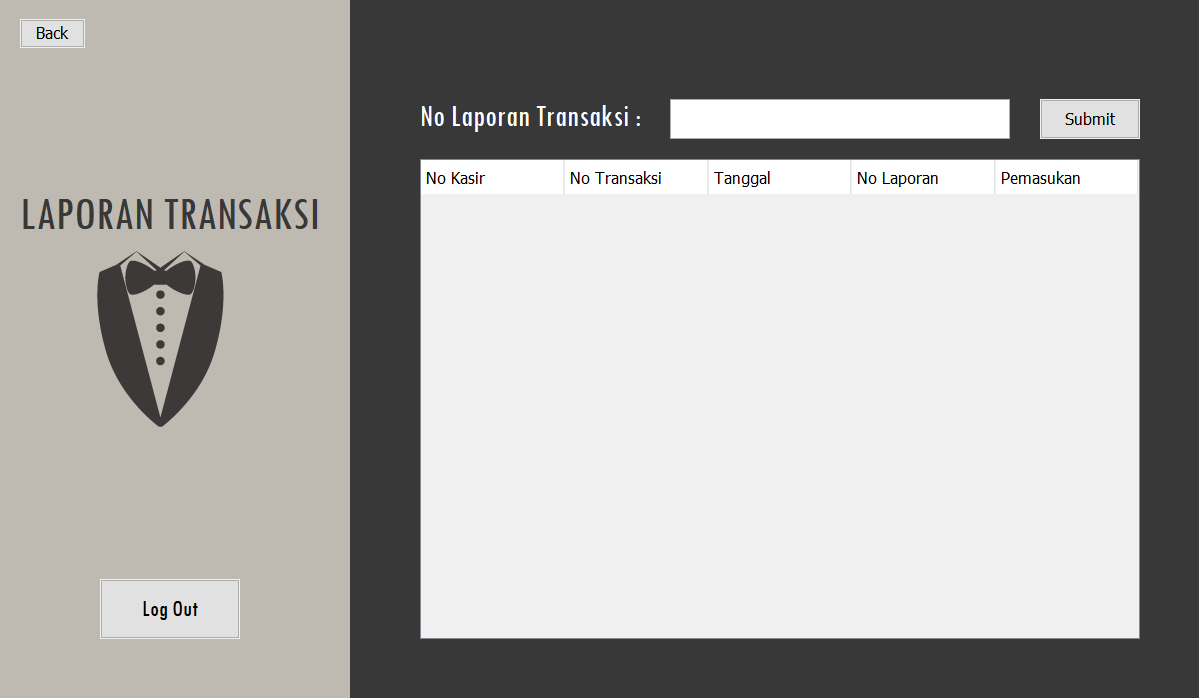 Back
LAPORAN TRANSAKSI
Log Out
No Laporan Transaksi :
Submit
No Kasir
No Transaksi
Tanggal
No Laporan
Pemasukan